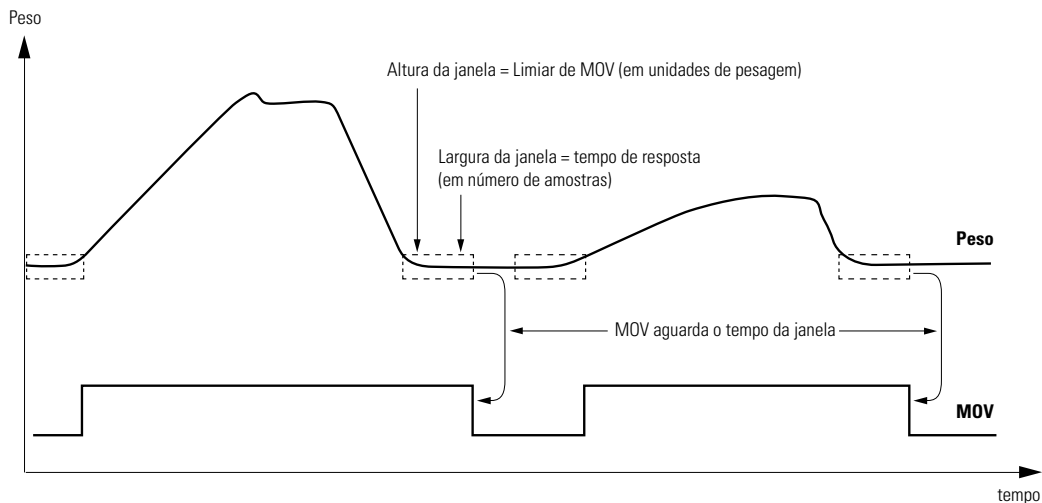 Peso
Altura da janela = Limiar de MOV (em unidades de pesagem)
Largura da janela = tempo de resposta
(em número de amostras)
Peso
MOV aguarda o tempo da janela
MOV
tempo